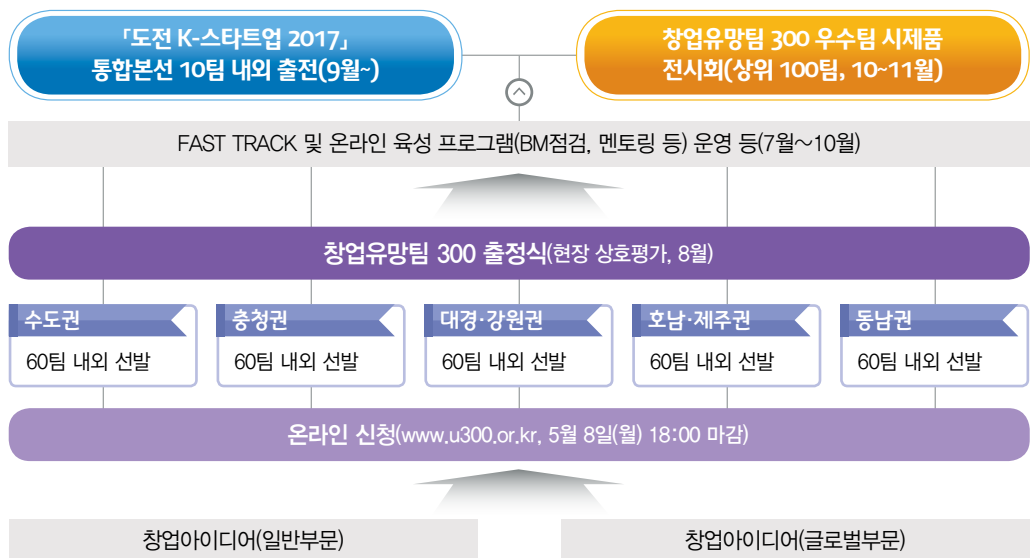 「도전 K-스타트업 2017」
통합본선 10팀 내외 출전(9월~)
창업유망팀 300 우수팀 시제품
전시회(상위 100팀, 10~11월)
FAST TRACK 및 온라인 육성 프로그램(BM점검, 멘토링 등) 운영 등(7월~10월)
창업유망팀 300 출정식(현장 상호평가, 8월)
수도권
60팀 내외 선발
충청권
60팀 내외 선발
대경·강원권
60팀 내외 선발
호남·제주권
60팀 내외 선발
동남권
60팀 내외 선발
온라인 신청(www.u300.or.kr, 5월 8일(월) 18:00 마감)
창업아이디어(일반부문)
창업아이디어(글로벌부문)